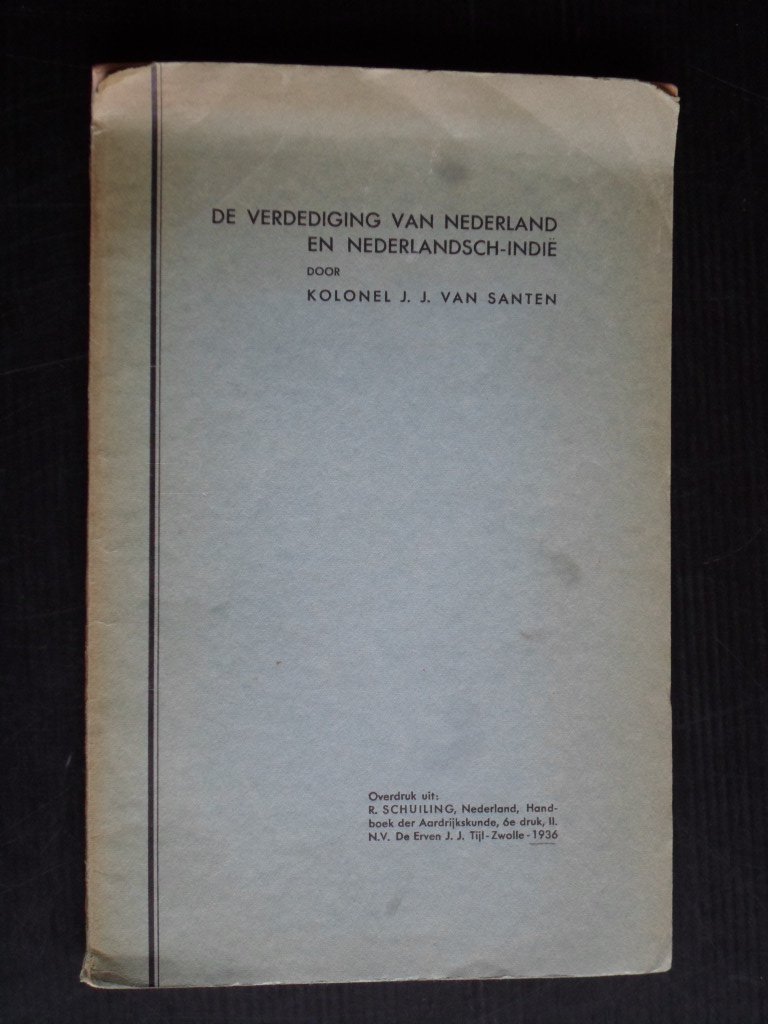 DE VERDEDIGING VAN NEDERLAND
EN NEDERLANDSCH-INDIË
DOOR
KOLONEL J. J. VAN SANTEN
Overdruk uit:
R. SCHUILING, Nederland, Hand-
boek der Aardrijkskunde, 6e druk, II.
N.V. De Erven J. J. Tijl-Zwolle-1936